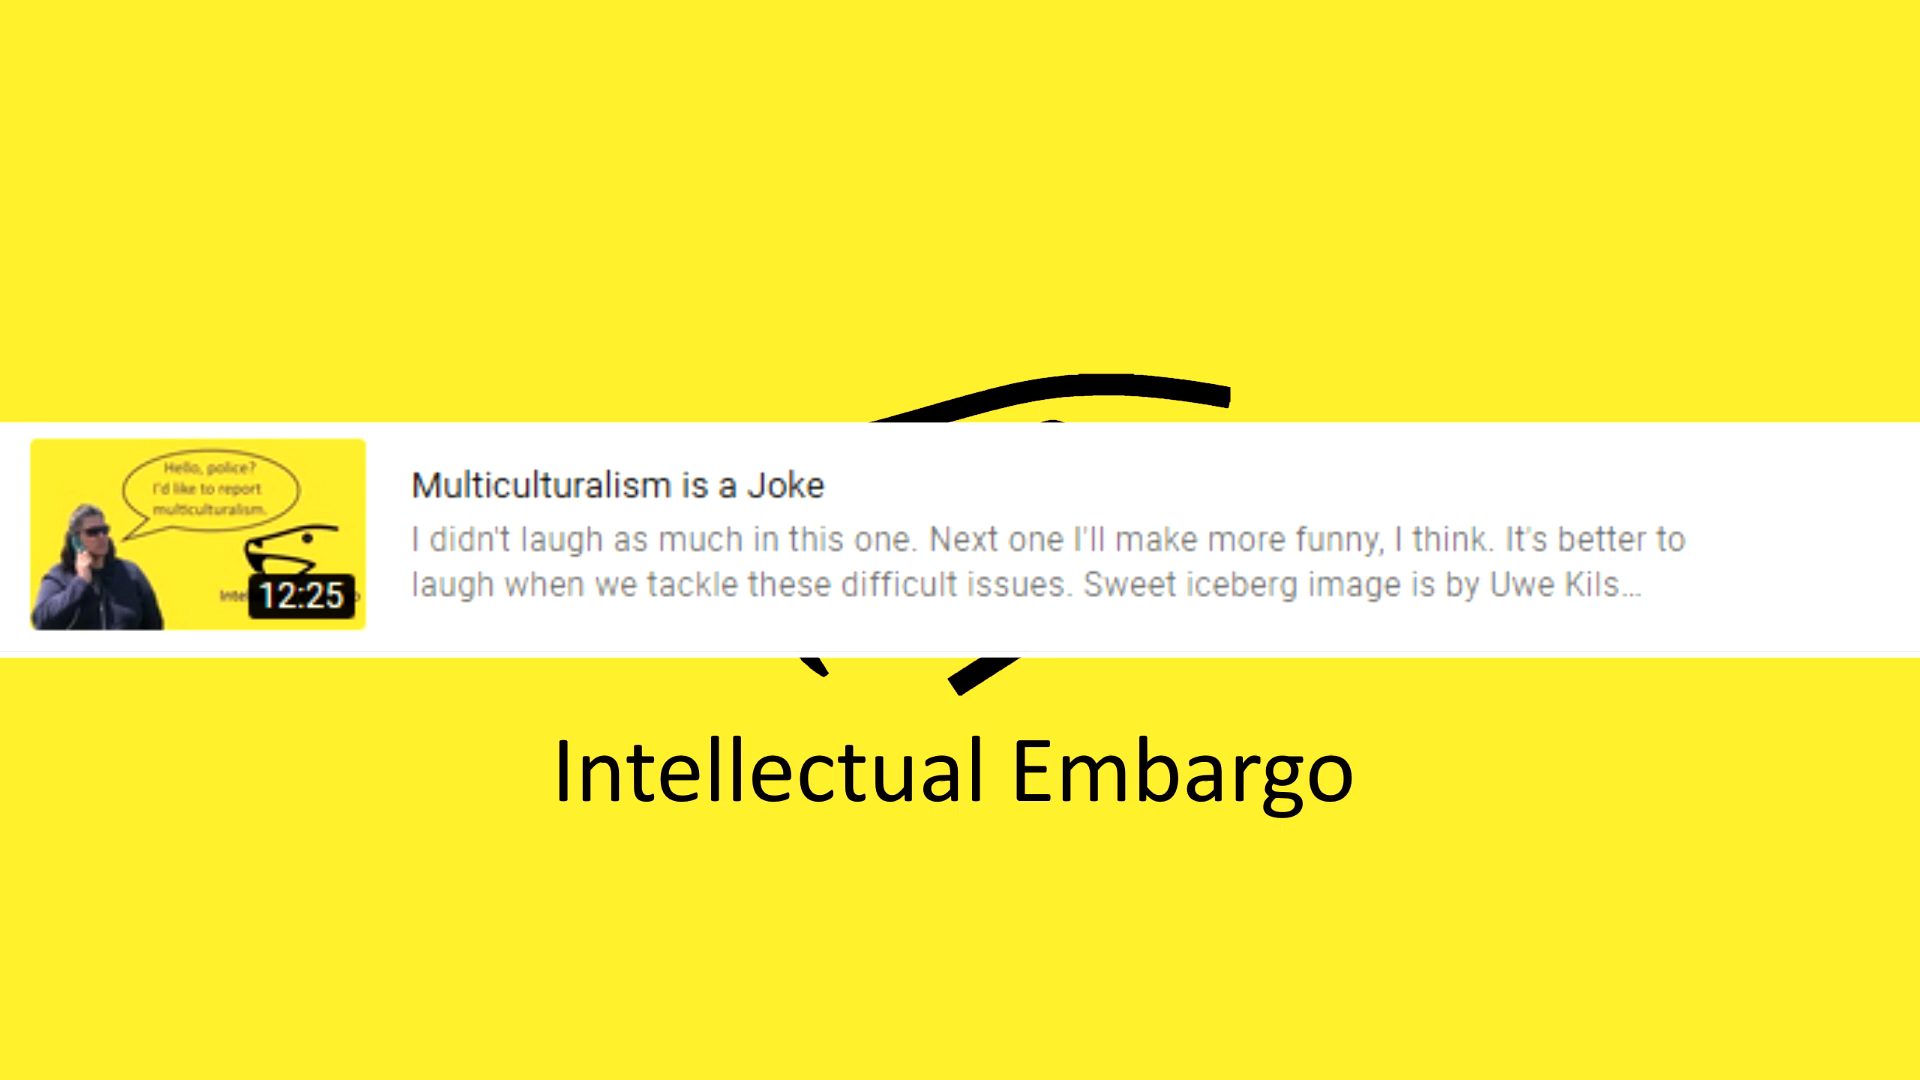 Hello, police?
I'd like to report
multiculturalism.
Inte
12:25
Multiculturalism is a Joke
I didn't laugh as much in this one. Next one I'll make more funny, I think. It's better to
laugh when we tackle these difficult issues. Sweet iceberg image is by Uwe Kils...
Intellectual Embargo